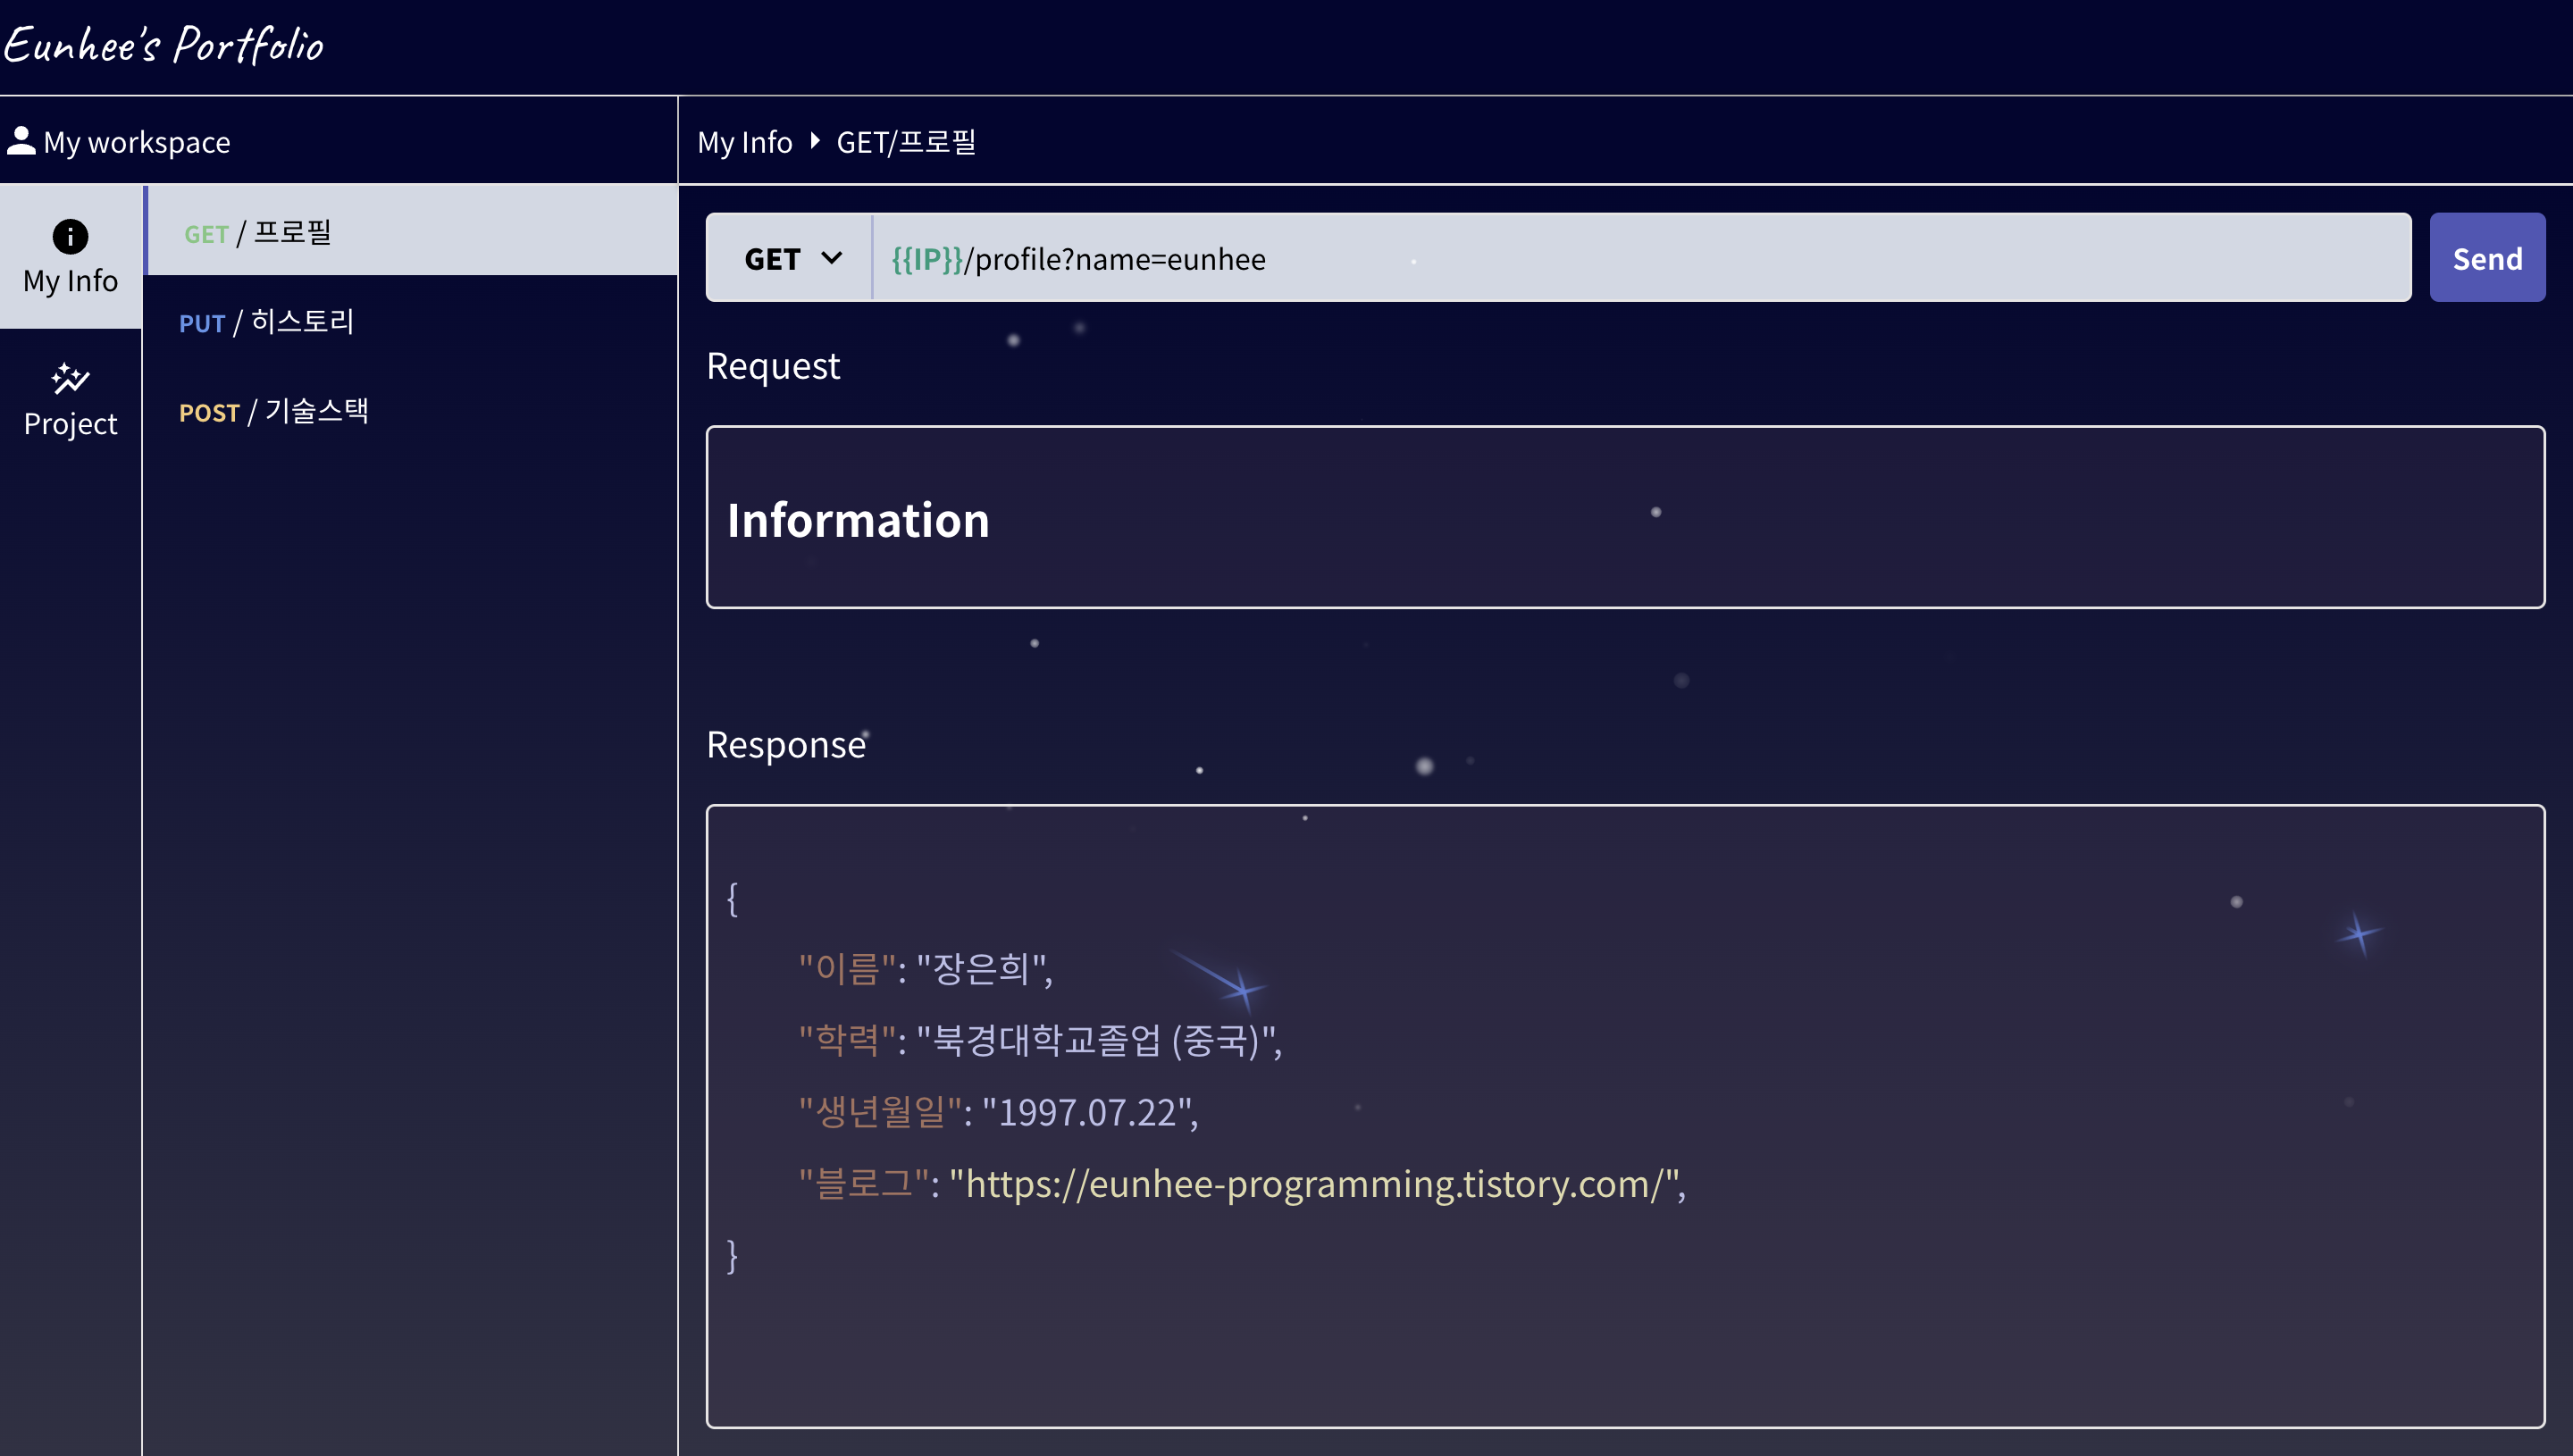 Eunhee's Portfolio
My workspace
My Info
Project
GET / 프로필
PUT / 히스토리
POST / 기술스택
My Info GET/프로필
GET {{IP}}/profile?name=eunhee Send
Request
Information
Response
{
"이름": "장은희",
"학력": "북경대학교졸업 (중국)",
"생년월일": "1997.07.22",
"블로그": "https://eunhee-programming.tistory.com/",
}